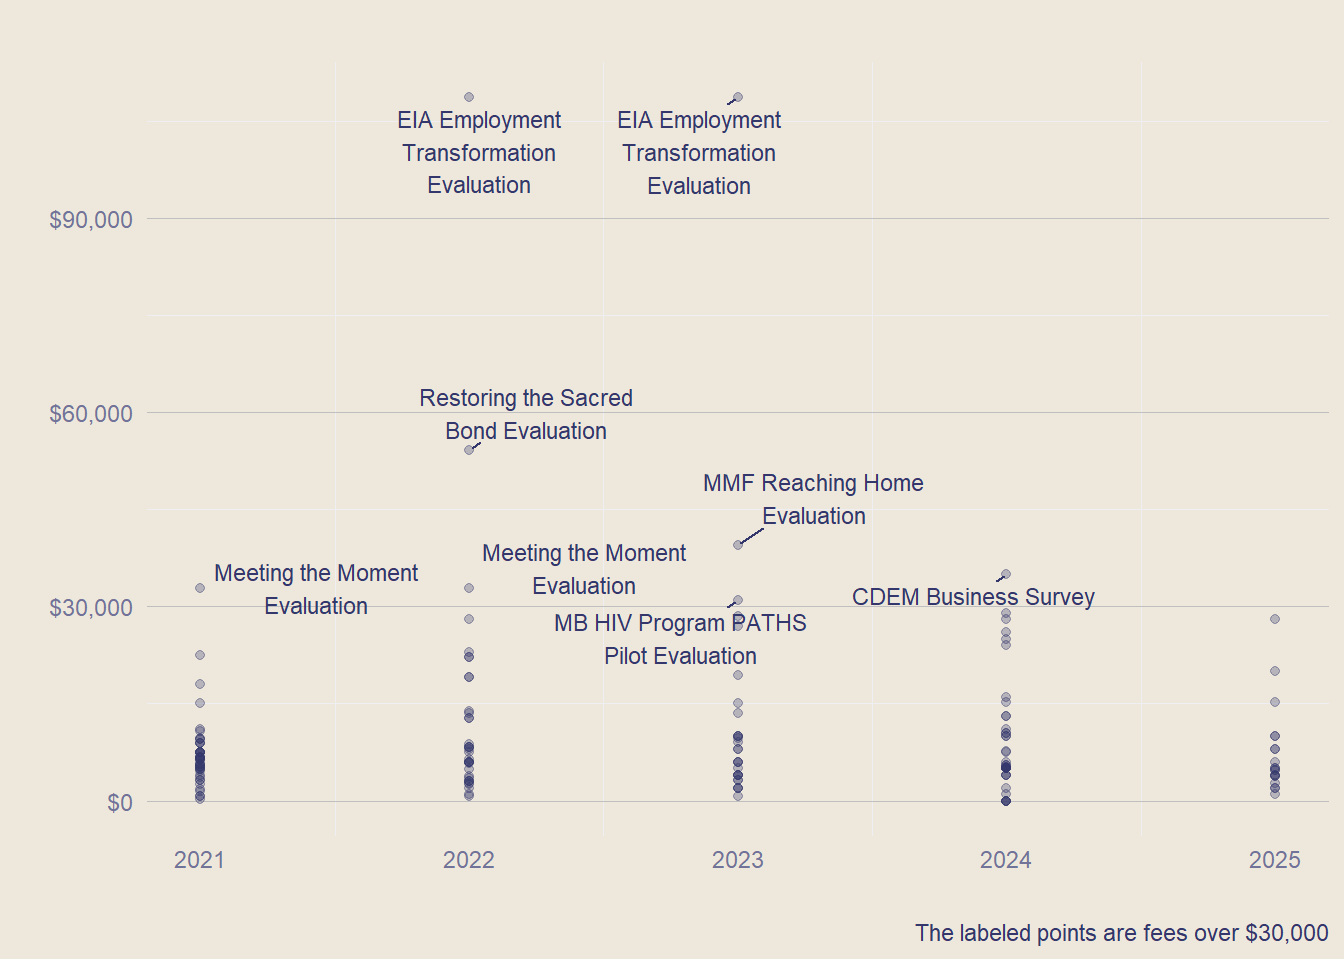 EIA Employment
Transformation
Evaluation
EIA Employment
Transformation
Evaluation
$90,000
Restoring the Sacred
Bond Evaluation
$60,000
MMF Reaching Home
Evaluation
Meeting the Moment
Evaluation
Meeting the Moment
Evaluation
CDEM Business Survey
$30,000
MB HIV Program PATHS
Pilot Evaluation
$0
2021
2022
2023
2024
2025
The labeled points are fees over $30,000